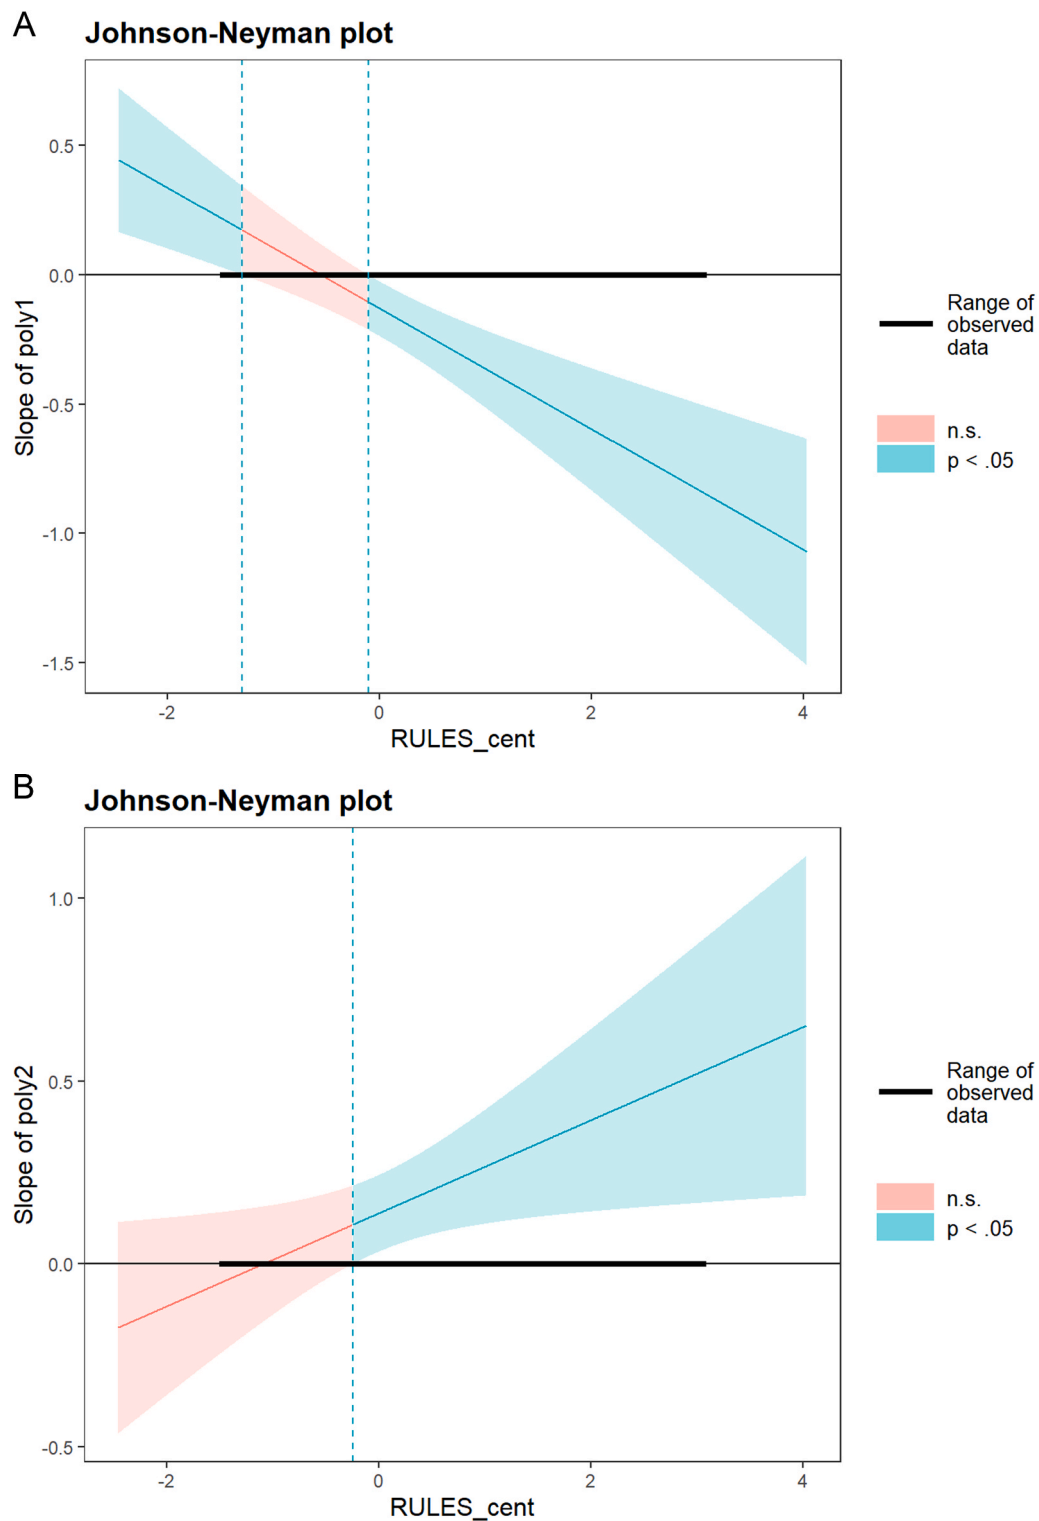 A
Johnson-Neyman plot
0.5
0.0
-0.5
-1.0
-1.5
Slope of poly1
-2
0
2
4
RULES_cent
Range of
observed
data
n.s.
p < .05
B
Johnson-Neyman plot
1.0
0.5
0.0
-0.5
Slope of poly2
-2
0
2
4
RULES_cent
Range of
observed
data
n.s.
p < .05